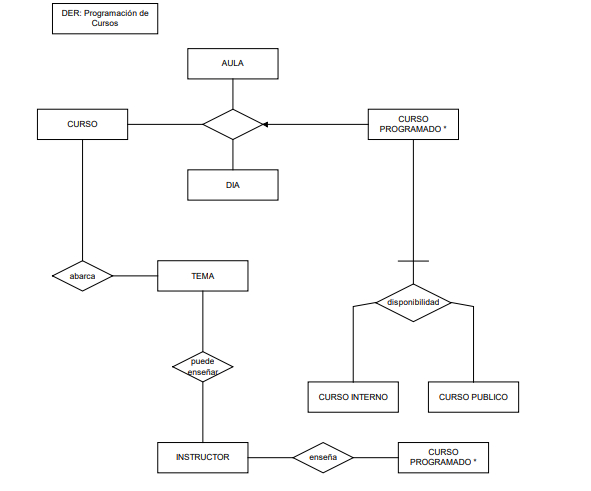 DER: Programación de
Cursos
AULA
CURSO
CURSO
PROGRAMADO *
DIA
abarca
TEMA
disponibilidad
puede
enseñar
CURSO INTERNO
CURSO PUBLICO
INSTRUCTOR
enseña
CURSO
PROGRAMADO *